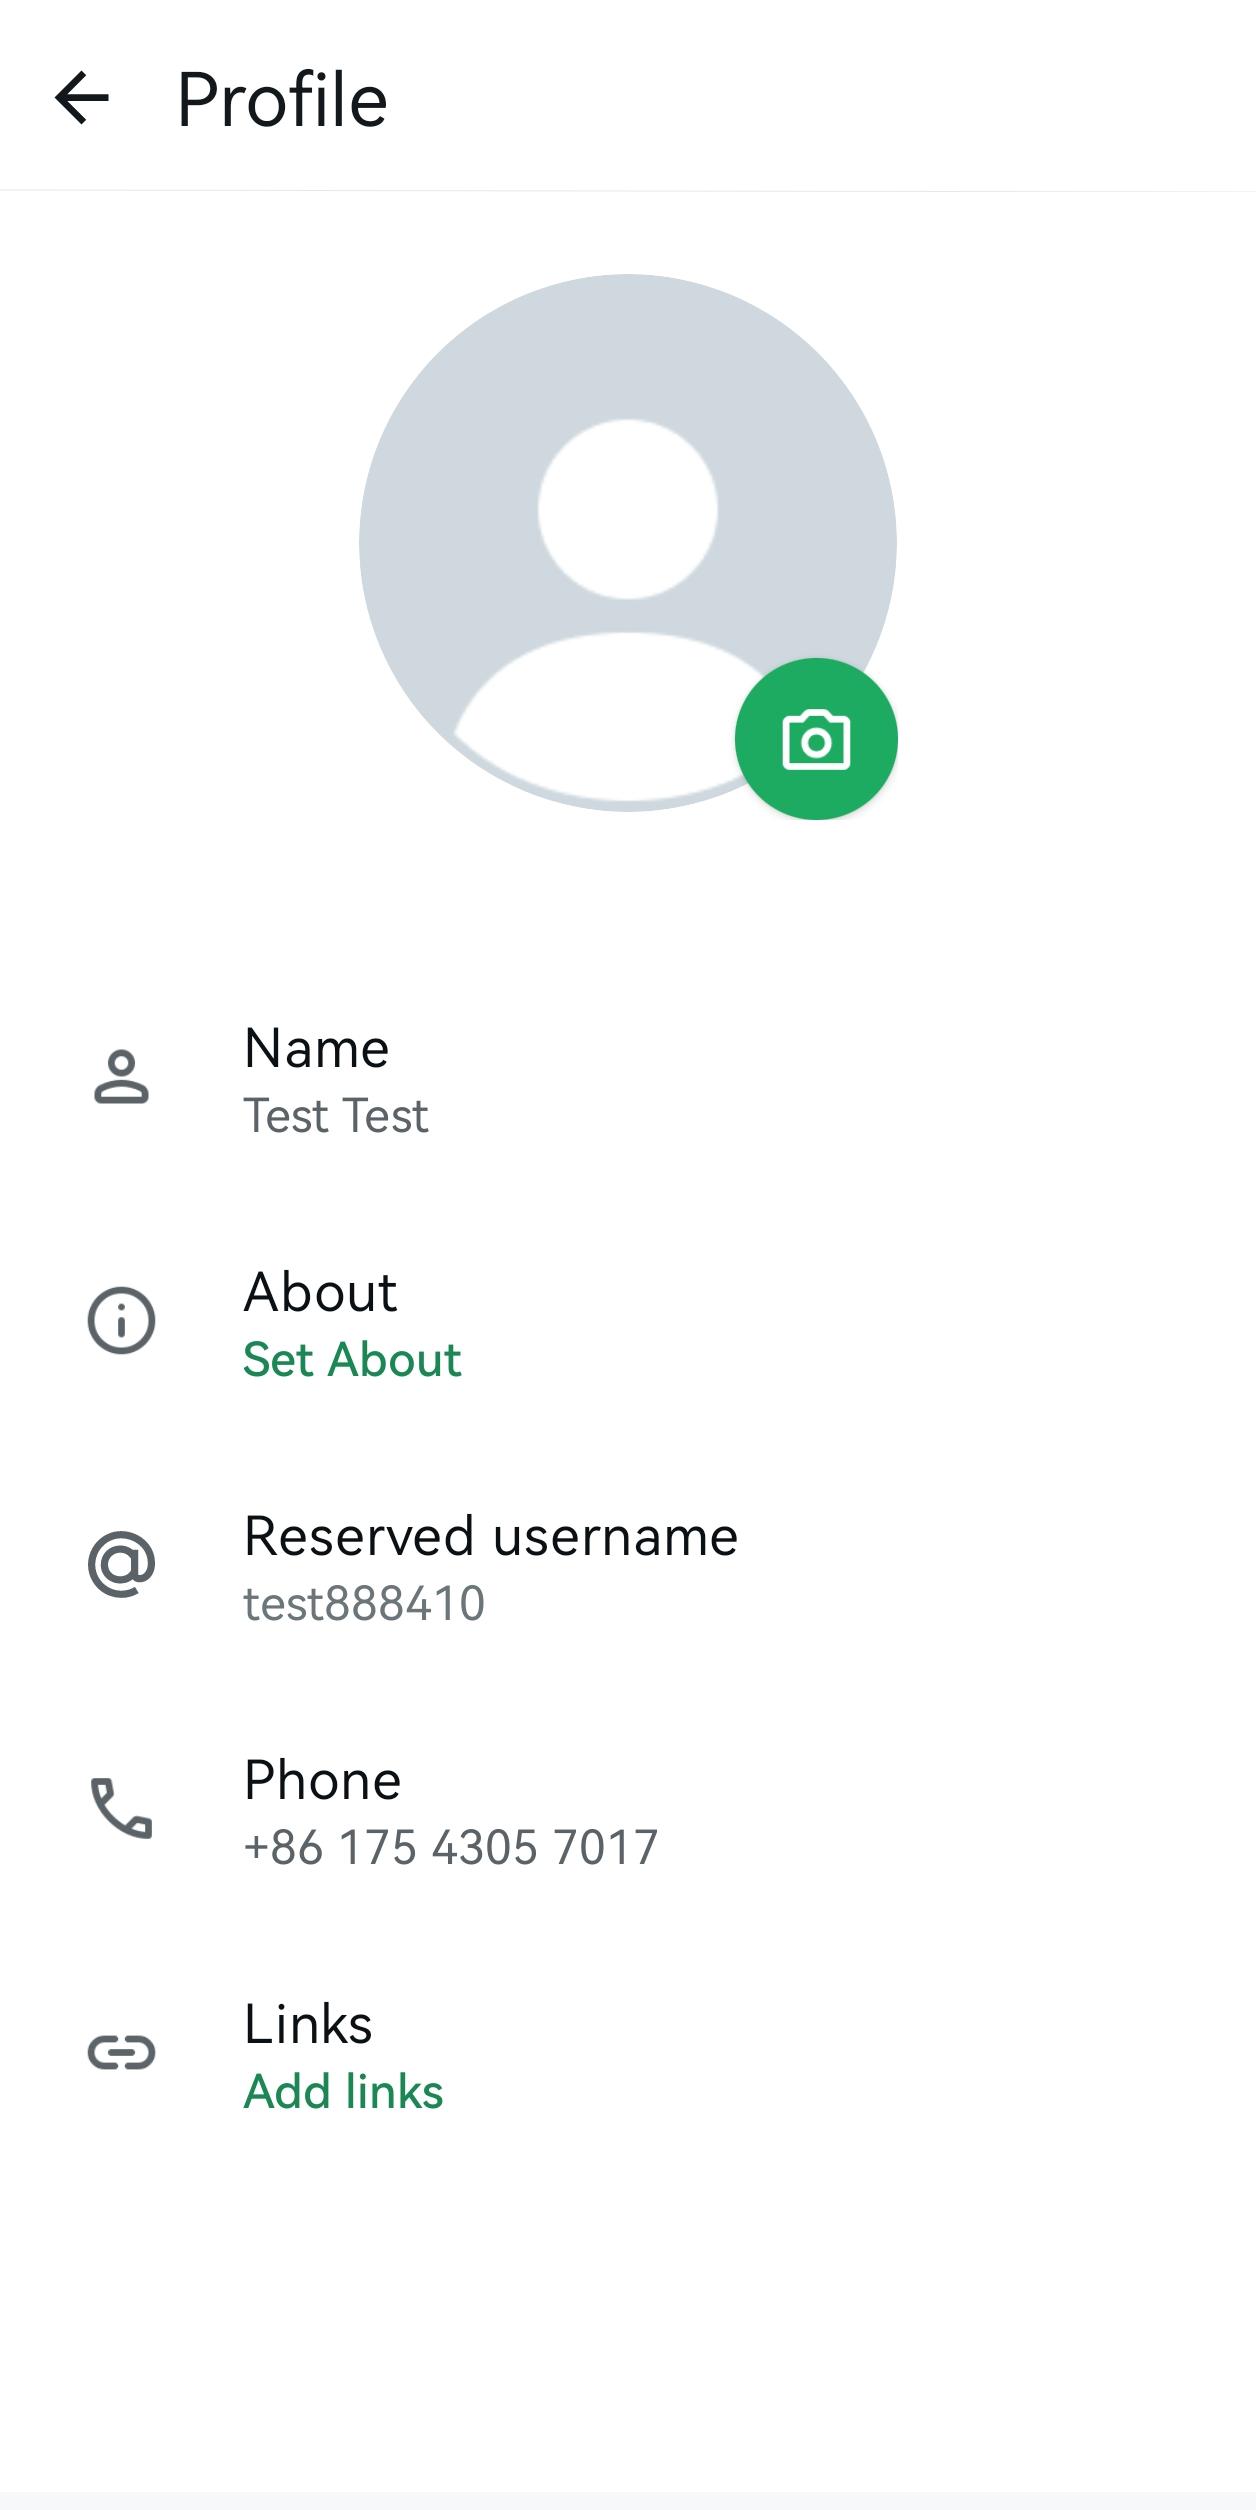 Profile
Name
Test Test
About
Set About
Reserved username
test888410
Phone
+86 175 4305 7017
Links
Add links